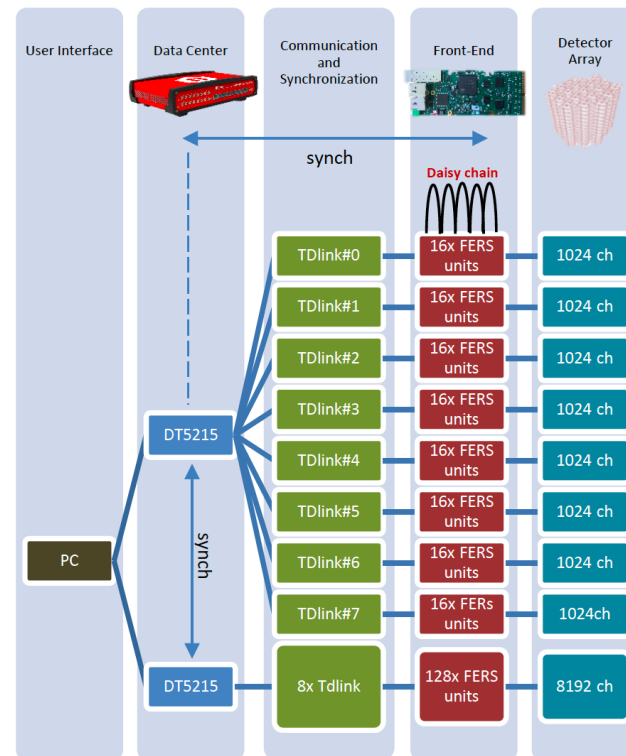 User Interface
Data Center
Communication
and
Synchronization
Front-End
Detector
Array
synch
Daisy chain
TDlink#0
16x FERS
units
1024 ch
TDlink#1
16x FERS
units
1024 ch
TDlink#2
16x FERS
units
1024 ch
TDlink#3
16x FERS
units
1024 ch
DT5215
TDlink#4
16x FERS
units
1024 ch
TDlink#5
16x FERS
units
1024 ch
synch
PC
TDlink#6
16x FERS
units
1024 ch
TDlink#7
16x FERs
units
1024ch
DT5215
8x Tdlink
128x FERS
units
8192 ch